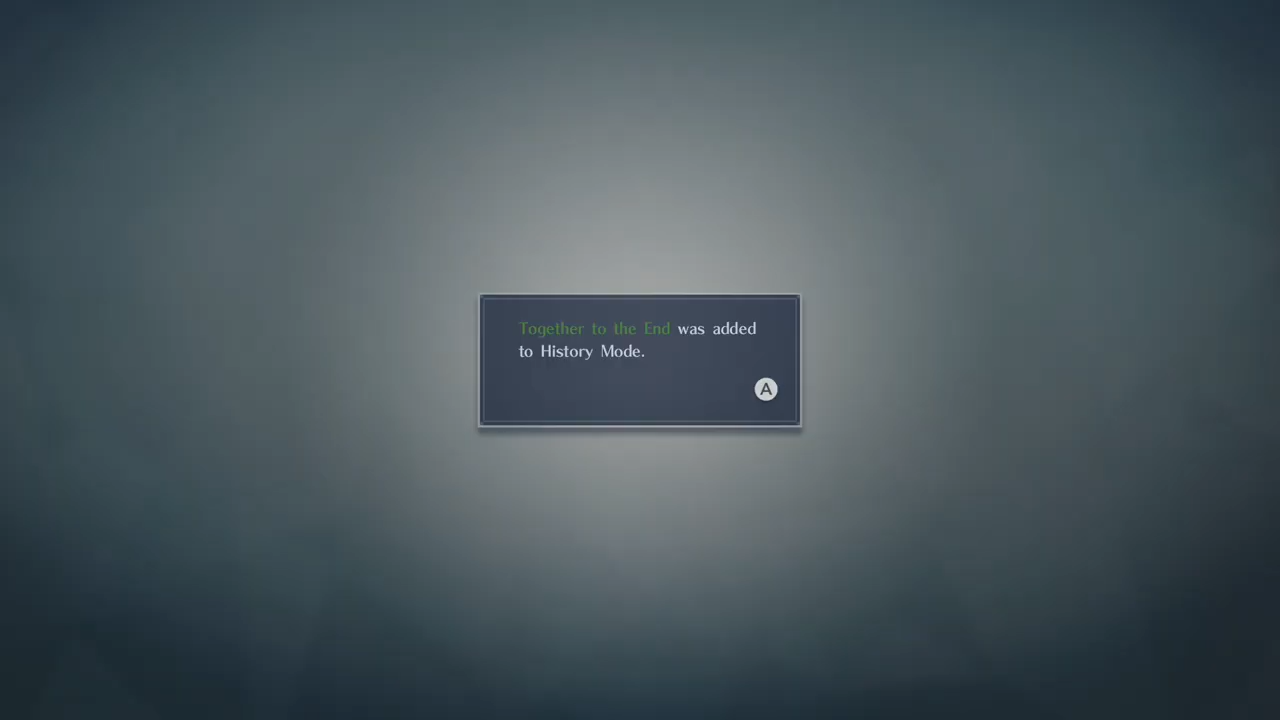 Together to the End was added
to History Mode.
A